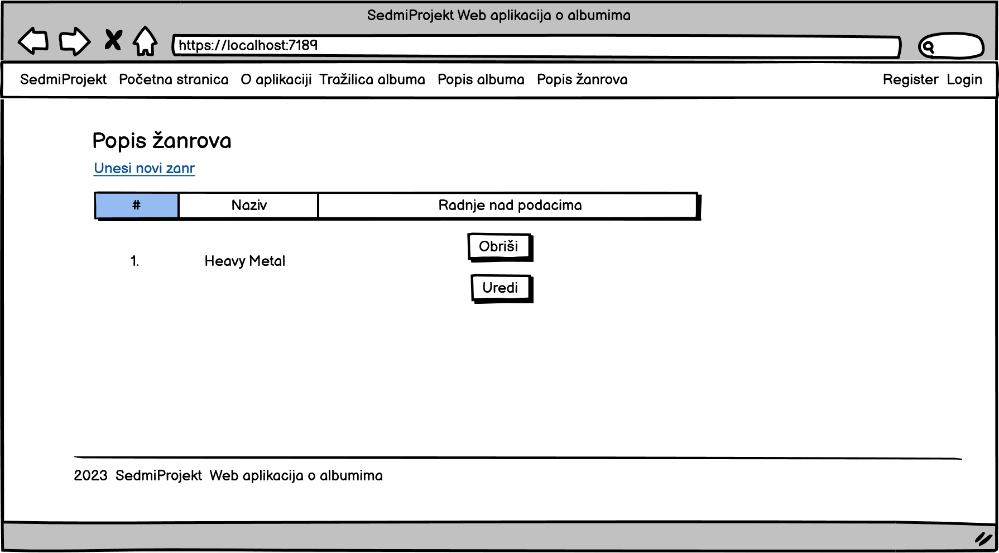 SedmiProjekt Web aplikacija o albumima
https://localhost:7189
SedmiProjekt Početna stranica O aplikaciji Tražilica albuma Popis albuma Popis žanrova Register Login
Popis žanrova
Unesi novi zanr
# Naziv Radnje nad podacima
Obriši
1. Heavy Metal
Uredi
2023 SedmiProjekt Web aplikacija o albumima